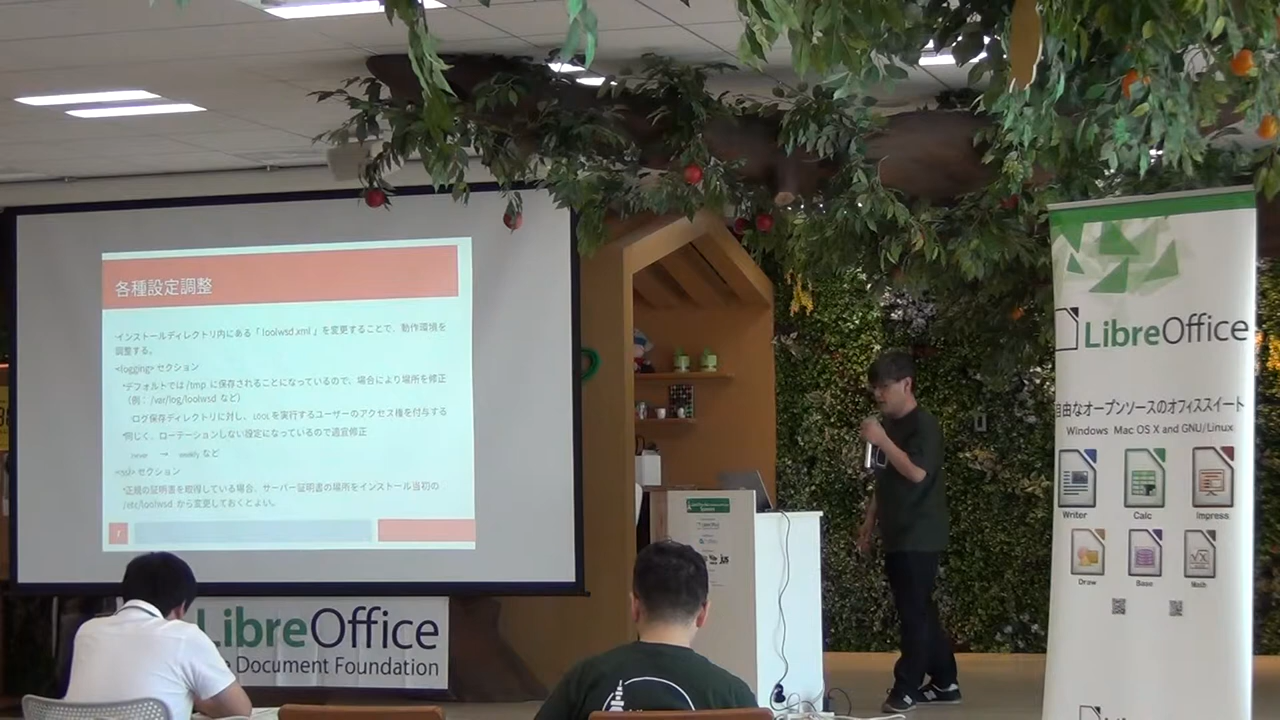 各種設定調整
インストールディレクトリ内にある「loolwsd.xml」を変更することで、動作環境を
調整する。
<logging> セクション
デフォルトでは /tmp に保存されることになっているので、場合により場所を修正
(例: /var/log/loolwsd など)
ログ保存ディレクトリに対し、LOOLを実行するユーザーのアクセス権を付与する
同じく、ローテーションしない設定になっているので適宜修正
never → weekly など
<ssl> セクション
正規の証明書を取得している場合、サーバー証明書の場所をインストール当初の
/etc/loolwsd から変更しておくとよい。
LibreOffice
Document Foundation
LibreOffice
自由なオープンソースのオフィススイート
Windows Mac OS X and GNU/Linux
Writer Calc Impress
Draw Base Math